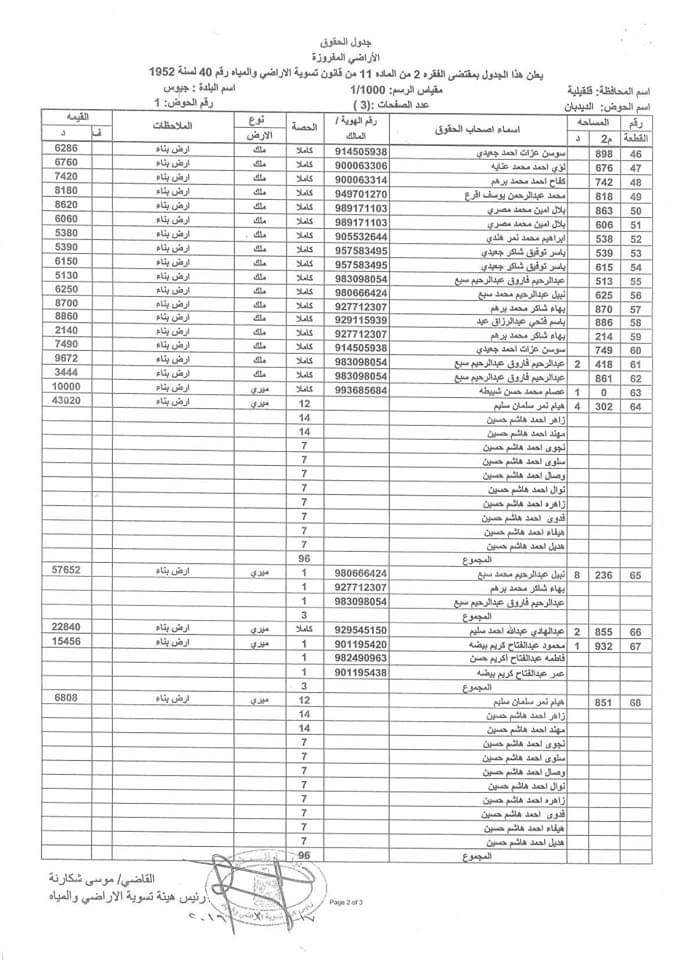 جدول الحقوق
الأراضي المفروزة
يعلن هذا الجدول بمقتضى الفقره 2 من الماده 11 من قانون تسوية الاراضي والمياه رقم 40 لسنة 1952
اسم المحافظة: قلقيلية مقياس الرسم: 1/1000 اسم البلدة : جيوس
اسم الحوض: الديدبان عدد الصفحات :( 3 ) رقم الحوض: 1
رقم القطعة المساحه م2 د اسماء اصحاب الحقوق رقم الهوية / المالك الحصة نوع الارض الملاحظات القيمه ف د
46 898 سوسن عزات احمد جعيدي 914505938 كاملا ملك ارض بناء 6286
47 676 لؤي احمد محمد عنايه 900063306 كاملا ملك ارض بناء 6760
48 742 كفاح احمد محمد برهم 900063314 كاملا ملك ارض بناء 7420
49 818 محمد عبدالرحمن يوسف اقرع 949701270 كاملا ملك ارض بناء 8180
50 863 بلال امين محمد مصري 989171103 كاملا ملك ارض بناء 8620
51 606 بلال امين محمد مصري 989171103 كاملا ملك ارض بناء 6060
52 538 ابراهيم محمد نمر هندي 905532644 كاملا ملك ارض بناء 5380
53 539 ياسر توفيق شاكر جعيدي 957583495 كاملا ملك ارض بناء 5390
54 615 ياسر توفيق شاكر جعيدي 957583495 كاملا ملك ارض بناء 6150
55 513 عبدالرحيم فاروق عبدالرحيم سبع 983098054 كاملا ملك ارض بناء 5130
56 625 نبيل عبدالرحيم محمد سبع 980666424 كاملا ملك ارض بناء 6250
57 870 بهاء شاكر محمد برهم 927712307 كاملا ملك ارض بناء 8700
58 886 باسم فتحي عبدالرزاق عبد 929115939 كاملا ملك ارض بناء 8860
59 214 بهاء شاكر محمد برهم 927712307 كاملا ملك ارض بناء 2140
60 749 سوسن عزات احمد جعيدي 914505938 كاملا ملك ارض بناء 7490
61 418 2 عبدالرحيم فاروق عبدالرحيم سبع 983098054 كاملا ملك ارض بناء 9672
62 861 عبدالرحيم فاروق عبدالرحيم سبع 983098054 كاملا ملك ارض بناء 3444
63 0 1 عصام محمد حسن شبيطه 993685684 كاملا ميري ارض بناء 10000
64 302 4 هيام نمر سلمان سليم 12 ميري ارض بناء 43020
زاهر احمد هاشم حسين 14
مهند احمد هاشم حسين 14
نجوى احمد هاشم حسين 7
سلوى احمد هاشم حسين 7
وصال احمد هاشم حسين 7
نوال احمد هاشم حسين 7
زاهره احمد هاشم حسين 7
فدوى احمد هاشم حسين 7
هيفاء احمد هاشم حسين 7
هديل احمد هاشم حسين 7
المجموع 96
65 236 8 نبيل عبدالرحيم محمد سبع 980666424 1 ميري ارض بناء 57652
بهاء شاكر محمد برهم 927712307 1
عبدالرحيم فاروق عبدالرحيم سبع 983098054 1
المجموع 3
66 855 2 عبدالهادي عبدالله احمد سليم 929545150 كاملا ميري ارض بناء 22840
67 932 1 محمود عبدالفتاح كريم بيضه 901195420 1 ميري ارض بناء 15456
فاطمه عبدالفتاح اكريم حسن 982490963 1
عمر عبدالفتاح كريم بيضه 901195438 1
المجموع 3
68 851 هيام نمر سلمان سليم 12 ميري ارض بناء 6808
زاهر احمد هاشم حسين 14
مهند احمد هاشم حسين 14
نجوى احمد هاشم حسين 7
سلوى احمد هاشم حسين 7
وصال احمد هاشم حسين 7
نوال احمد هاشم حسين 7
زاهره احمد هاشم حسين 7
فدوى احمد هاشم حسين 7
هيفاء احمد هاشم حسين 7
هديل احمد هاشم حسين 7
المجموع 96
القاضي/ موسى شكارنة
رئيس هيئة تسوية الاراضي والمياه
Page 2 of 3